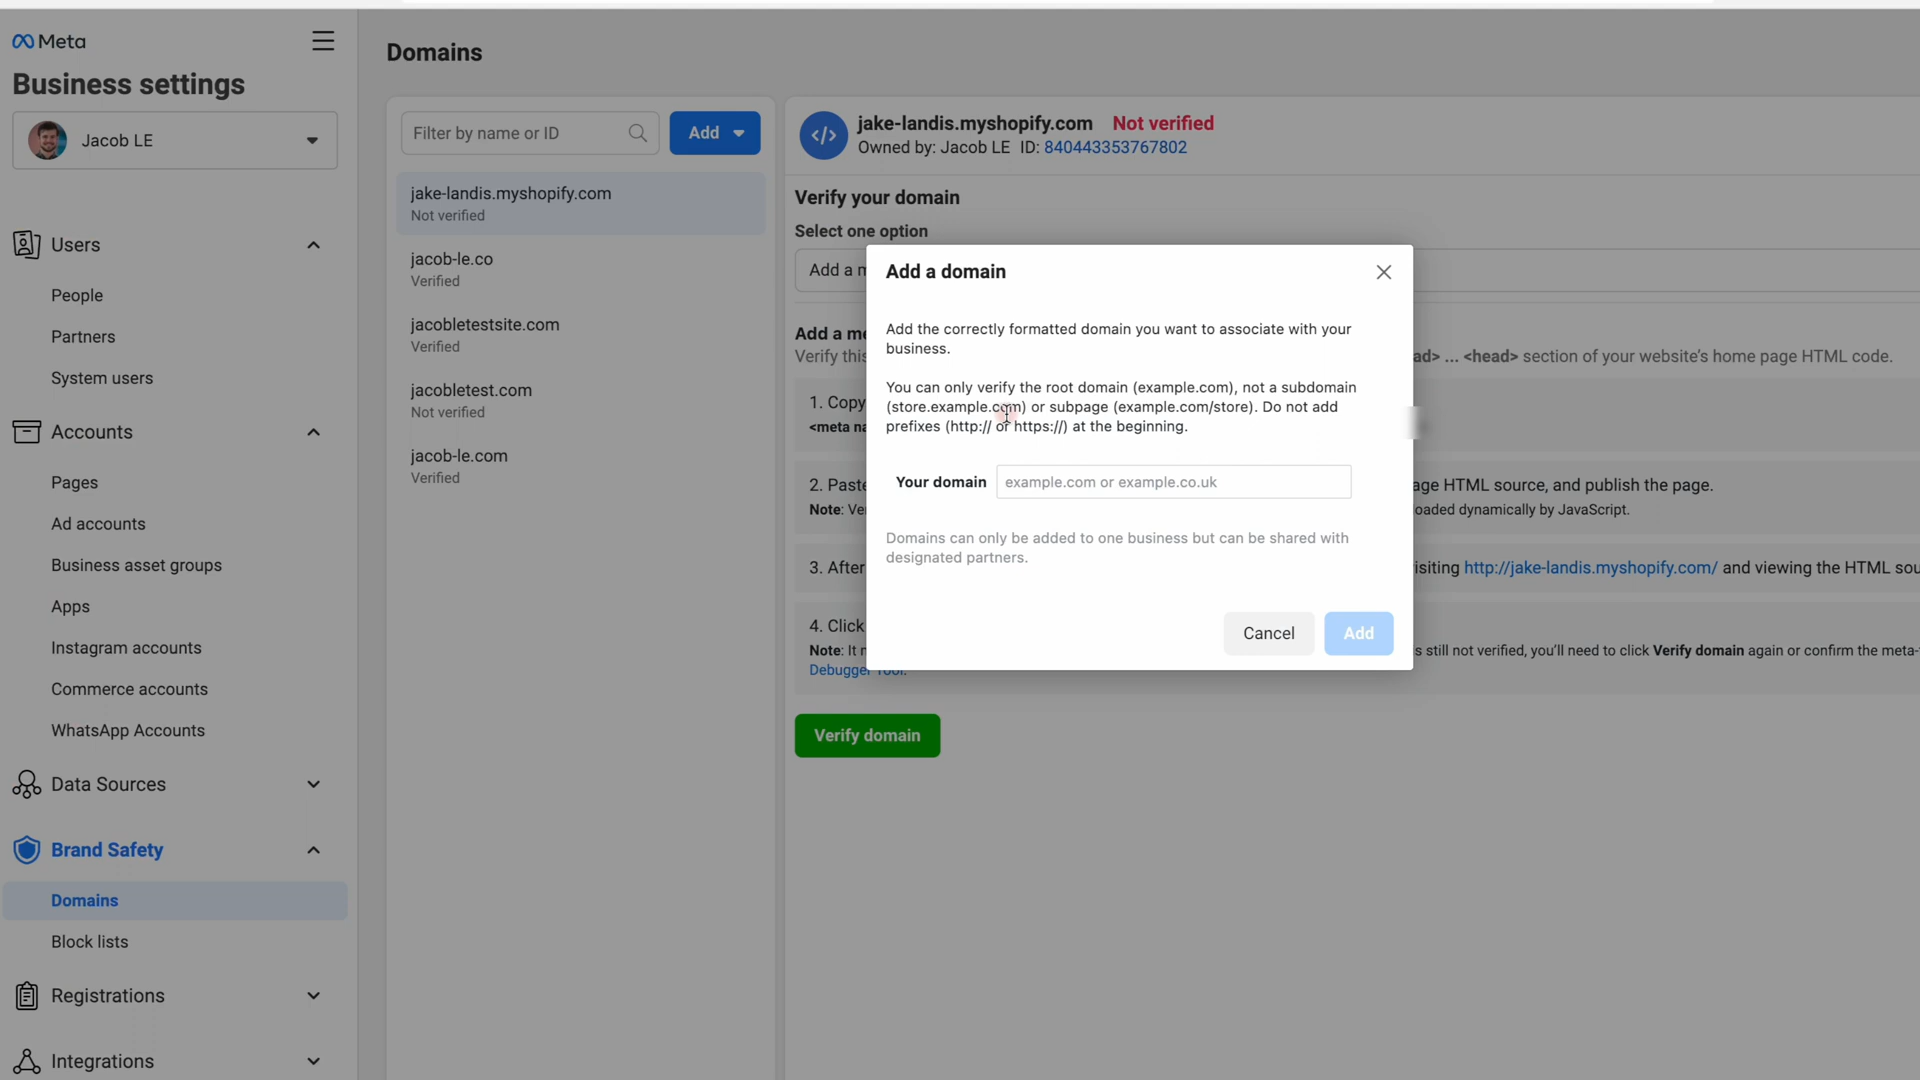 Meta
Business settings
Jacob LE
Users
People
Partners
System users
Accounts
Pages
Ad accounts
Business asset groups
Apps
Instagram accounts
Commerce accounts
WhatsApp Accounts
Data Sources
Brand Safety
Domains
Block lists
Registrations
Integrations
Domains
Filter by name or ID
Add
jake-landis.myshopify.com
Not verified
jacob-le.co
Verified
jacobletestsite.com
Verified
jacobletest.com
Not verified
jacob-le.com
Verified
jake-landis.myshopify.com Not verified
Owned by: Jacob LE ID: 840443353767802
Verify your domain
Select one option
Add a m
Add a me
Verify this
ad> ... <head> section of your website's home page HTML code.
1. Copy
<meta na
2. Paste
age HTML source, and publish the page.
Note: Ve
oaded dynamically by JavaScript.
3. After
isiting http://jake-landis.myshopify.com/ and viewing the HTML sou
4. Click
Note: It
s still not verified, you'll need to click Verify domain again or confirm the meta-
Debugger Tool.
Verify domain
Add a domain
Add the correctly formatted domain you want to associate with your
business.
You can only verify the root domain (example.com), not a subdomain
(store.example.com) or subpage (example.com/store). Do not add
prefixes (http:// or https://) at the beginning.
Your domain example.com or example.co.uk
Domains can only be added to one business but can be shared with
designated partners.
Cancel
Add